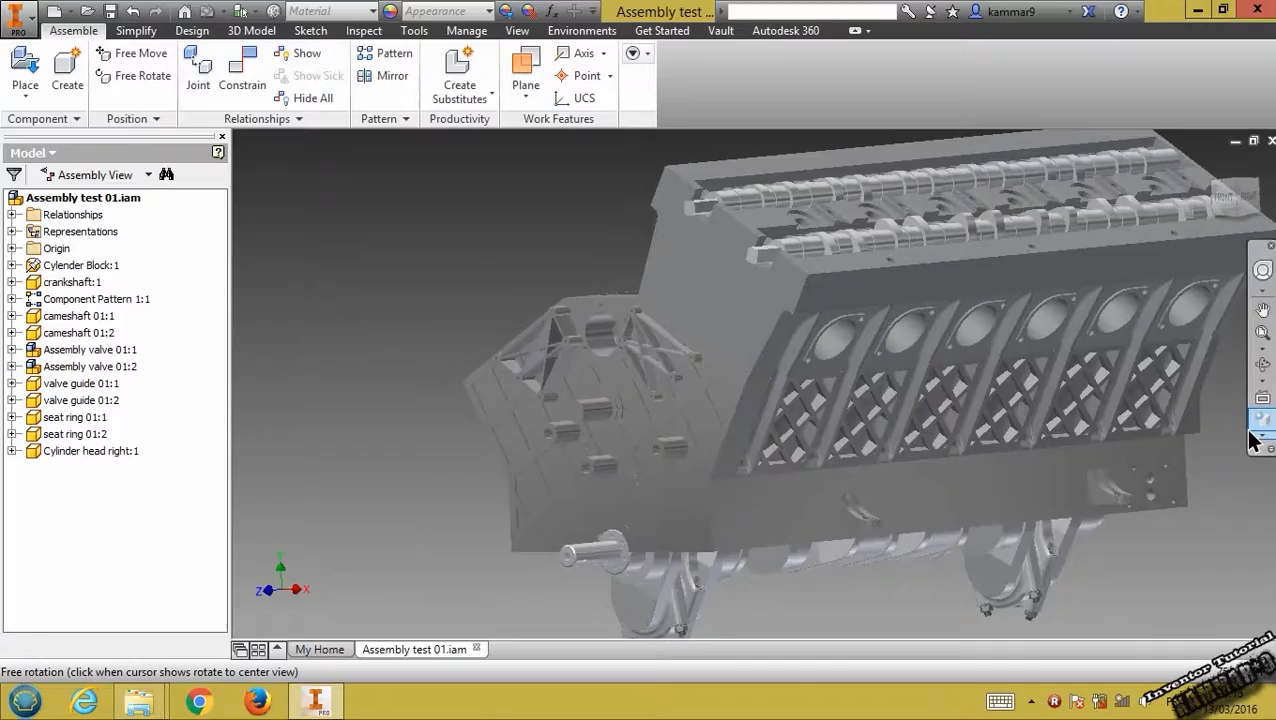 Material
Appearance
Assembly test ...
kammar9
PRO
Assemble Simplify Design 3D Model Sketch Inspect Tools Manage View Environments Get Started Vault Autodesk 360
Place
Create
Free Move
Free Rotate
Joint
Constrain
Show
Show Sick
Hide All
Pattern
Mirror
Create
Substitutes
Plane
Axis
Point
UCS
Component Position Relationships Pattern Productivity Work Features
Model
Assembly View
Assembly test 01.iam
Relationships
Representations
Origin
Cylender Block:1
crankshaft:1
Component Pattern 1:1
cameshaft 01:1
cameshaft 01:2
Assembly valve 01:1
Assembly valve 01:2
valve guide 01:1
valve guide 01:2
seat ring 01:1
seat ring 01:2
Cylinder head right:1
FRONT
Y
Z
X
My Home
Assembly test 01.iam
Free rotation (click when cursor shows rotate to center view)
Inventor Tutorial
PRO
13/03/2016